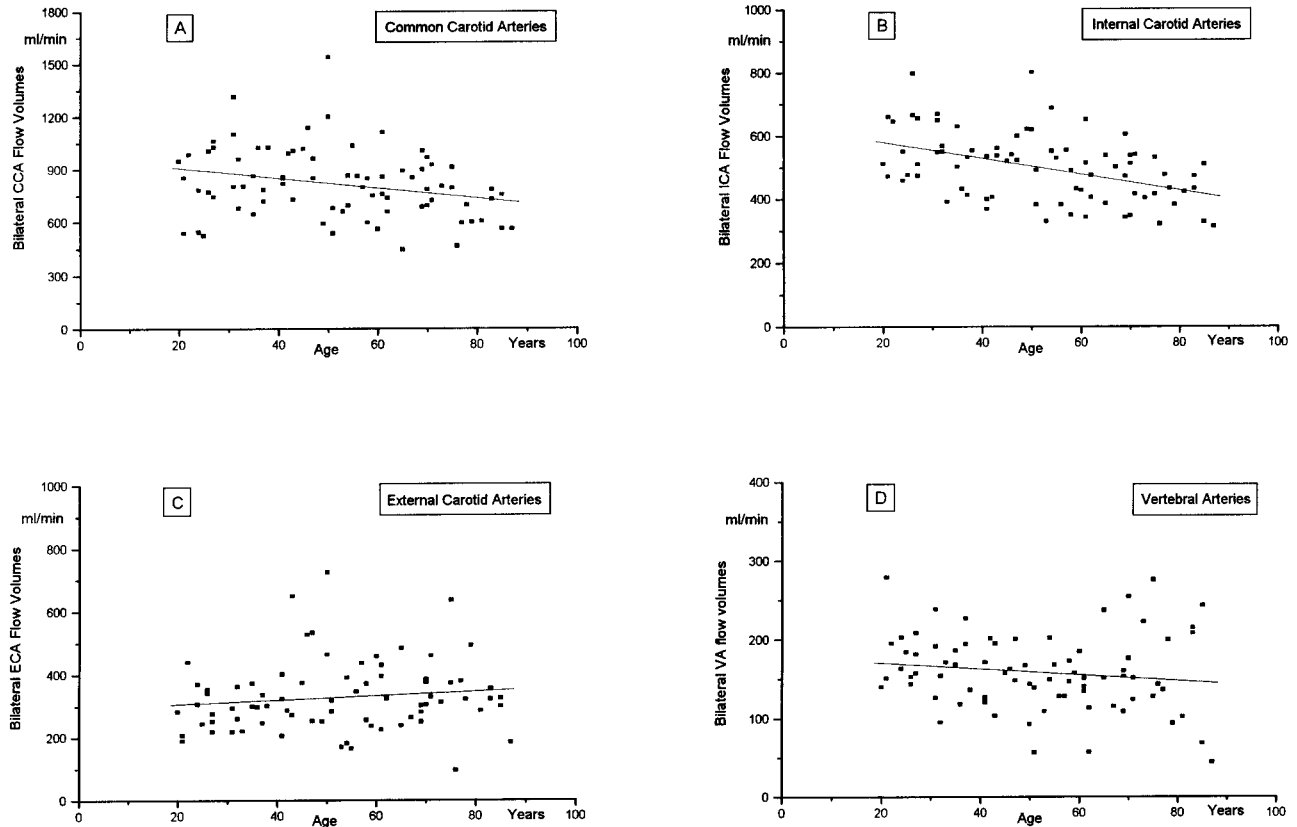 A
Common Carotid Arteries
ml/min
Bilateral CCA Flow Volumes
1800
1500
1200
900
600
300
0
0
20
40
60
80
100
Age
Years
B
Internal Carotid Arteries
ml/min
Bilateral ICA Flow Volumes
1000
800
600
400
200
0
0
20
40
60
80
100
Age
Years
C
External Carotid Arteries
ml/min
Bilateral ECA Flow Volumes
1000
800
600
400
200
0
0
20
40
60
80
100
Age
Years
D
Vertebral Arteries
ml/min
Bilateral VA flow volumes
400
300
200
100
0
0
20
40
60
80
100
Age
Years